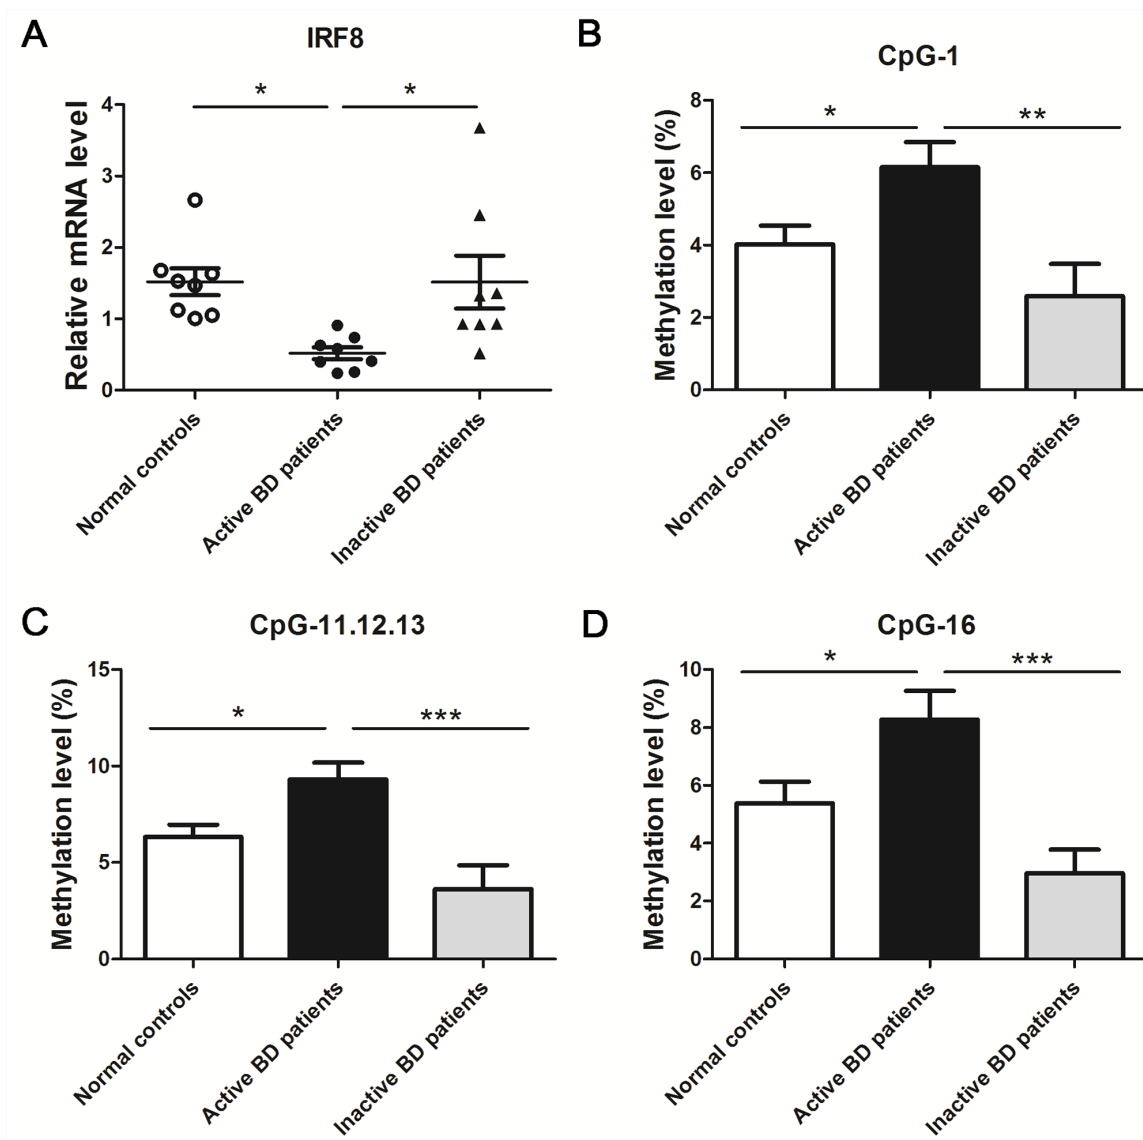 A
IRF8
Relative mRNA level
4
3
2
1
0
*
*
Normal controls
Active BD patients
Inactive BD patients
B
CpG-1
Methylation level (%)
8
6
4
2
0
*
**
Normal controls
Active BD patients
Inactive BD patients
C
CpG-11.12.13
Methylation level (%)
15
10
5
0
*
***
Normal controls
Active BD patients
Inactive BD patients
D
CpG-16
Methylation level (%)
10
8
6
4
2
0
*
***
Normal controls
Active BD patients
Inactive BD patients